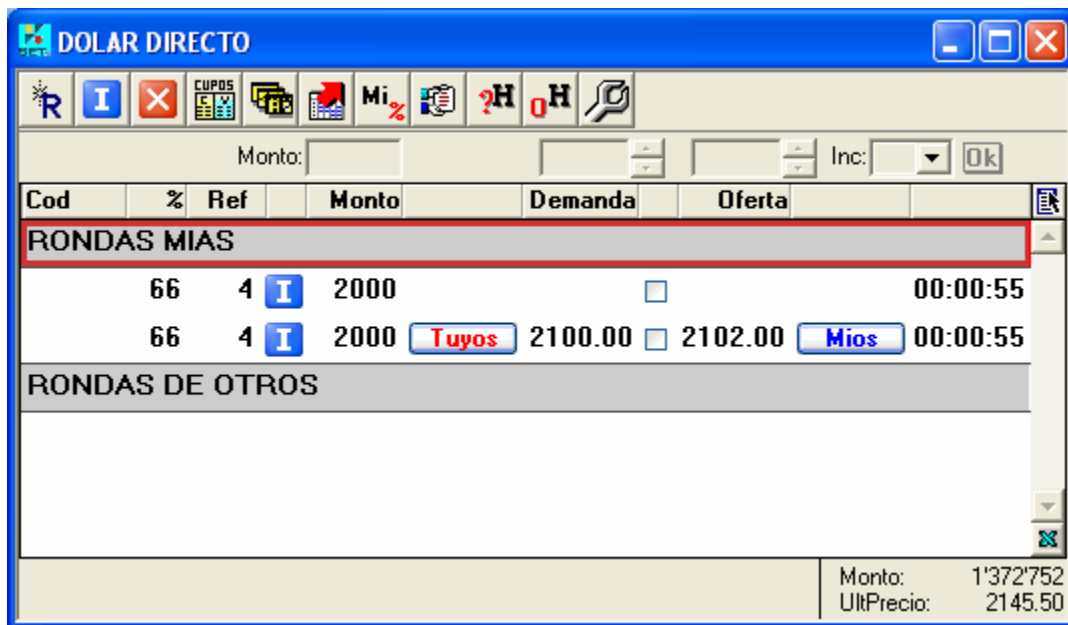 DOLAR DIRECTO
R I CUPOS Mi% ?H 0H
Monto: Inc: Ok
Cod % Ref Monto Demanda Oferta
RONDAS MIAS
66 4 I 2000 00:00:55
66 4 I 2000 Tuyos 2100.00 2102.00 Mios 00:00:55
RONDAS DE OTROS
Monto: 1'372'752
UltPrecio: 2145.50